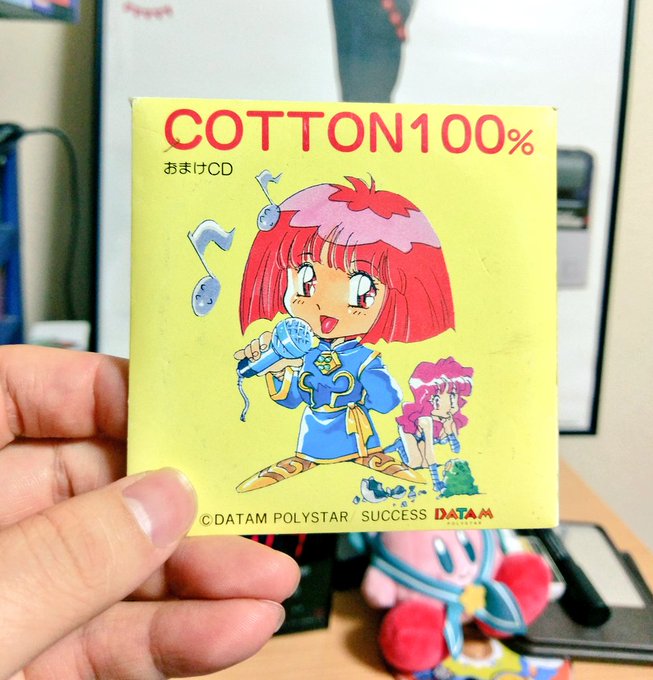 COTTON100%
おまけCD
©DATAM POLYSTAR / SUCCESS DATAM
POLYSTAR